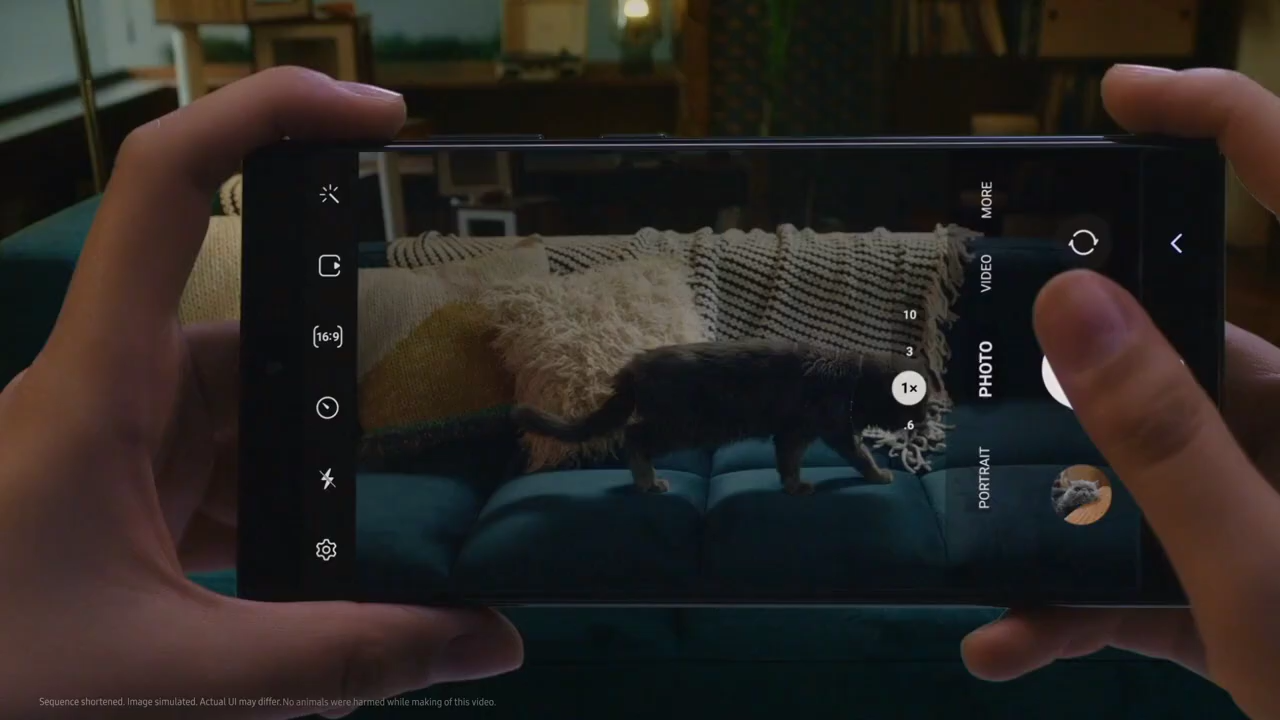 [16:9]
10
3
1×
.6
MORE
VIDEO
PHOTO
PORTRAIT
Sequence shortened. Image simulated. Actual UI may differ. No animals were harmed while making of this video.